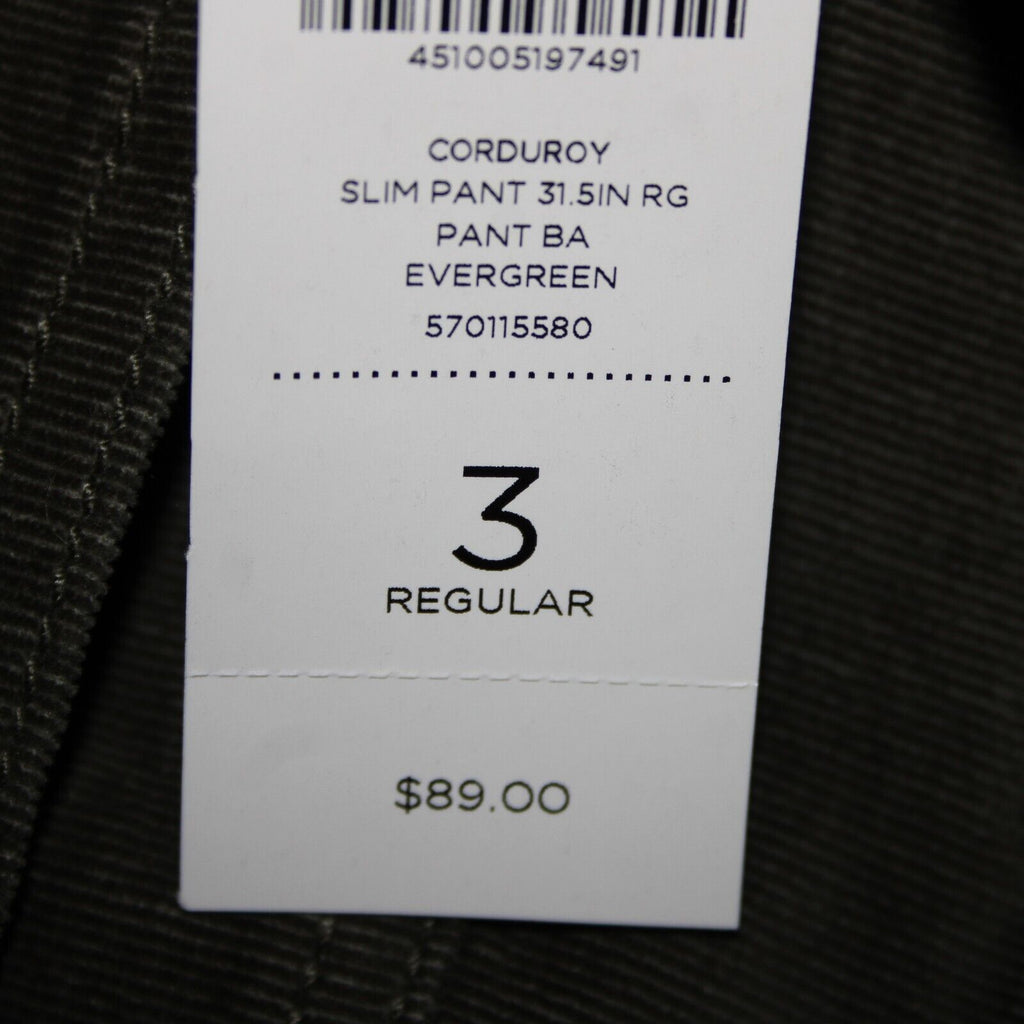 451005197491
CORDUROY
SLIM PANT 31.5IN RG
PANT BA
EVERGREEN
570115580
3
REGULAR
$89.00